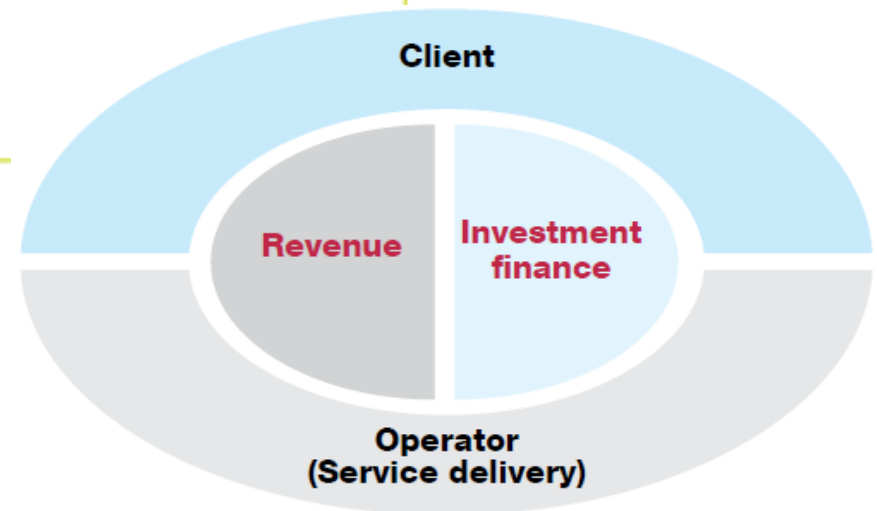 Client
Revenue
Investment
finance
Operator
(Service delivery)